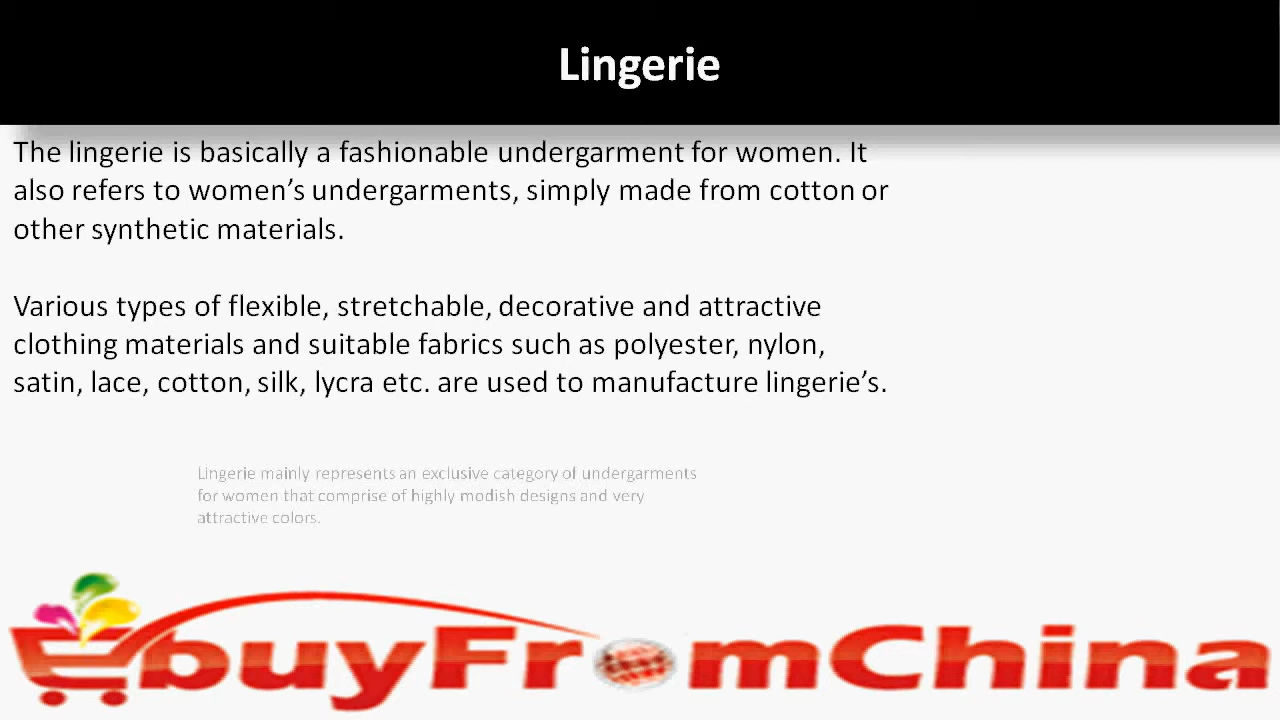 Lingerie
The lingerie is basically a fashionable undergarment for women. It
also refers to women’s undergarments, simply made from cotton or
other synthetic materials.
Various types of flexible, stretchable, decorative and attractive
clothing materials and suitable fabrics such as polyester, nylon,
satin, lace, cotton, silk, lycra etc. are used to manufacture lingerie’s.
Lingerie mainly represents an exclusive category of undergarments
for women that comprise of highly modish designs and very
attractive colors.
EbuyFromChina